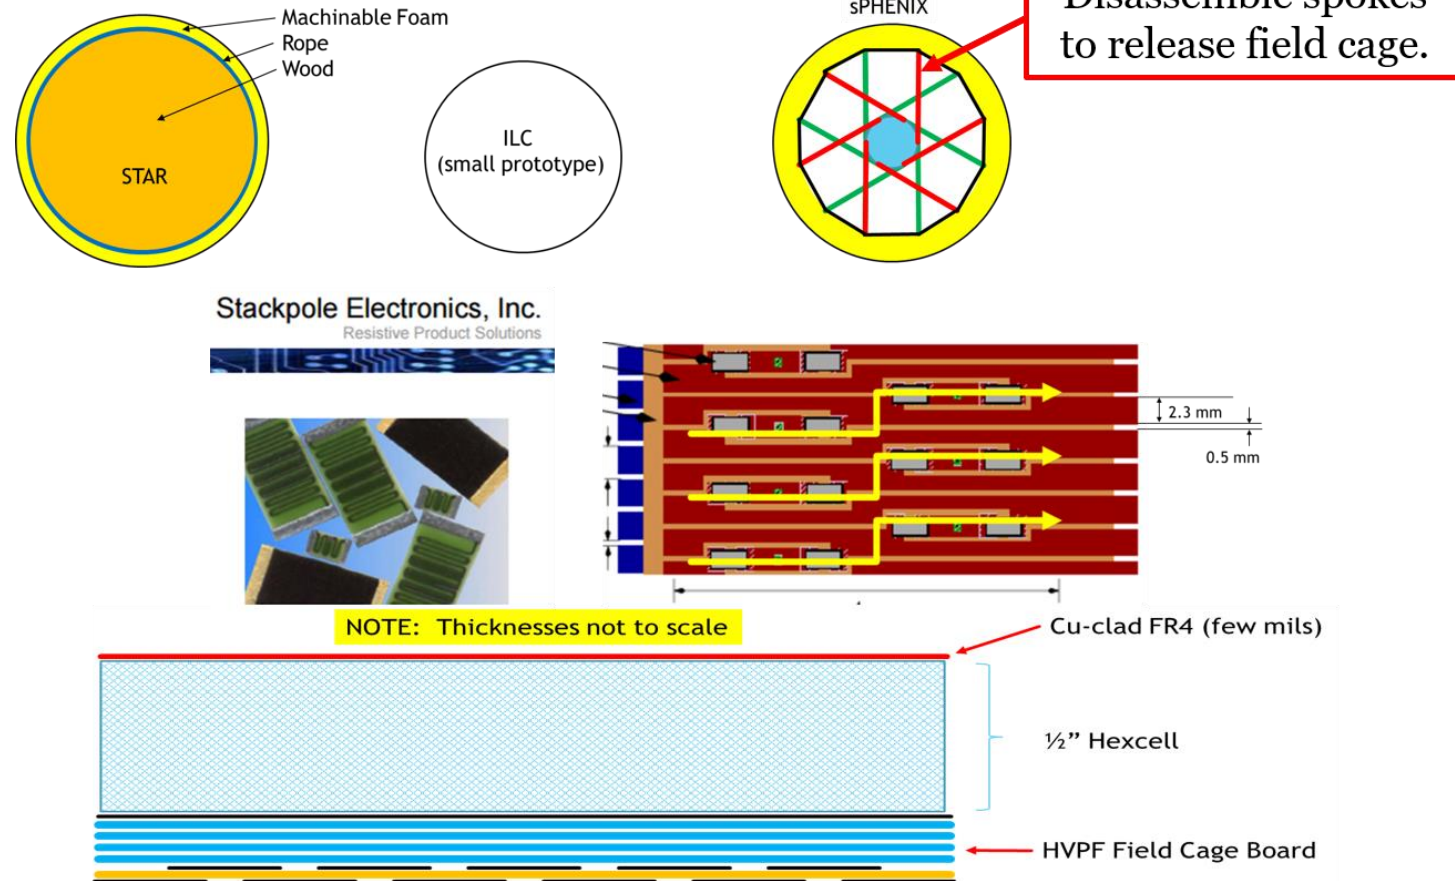 Machinable Foam
Rope
Wood
STAR
ILC
(small prototype)
sPHENIX
Disassemble spokes
to release field cage.
Stackpole Electronics, Inc.
Resistive Product Solutions
2.3 mm
0.5 mm
NOTE: Thicknesses not to scale
Cu-clad FR4 (few mils)
½” Hexcell
HVPF Field Cage Board